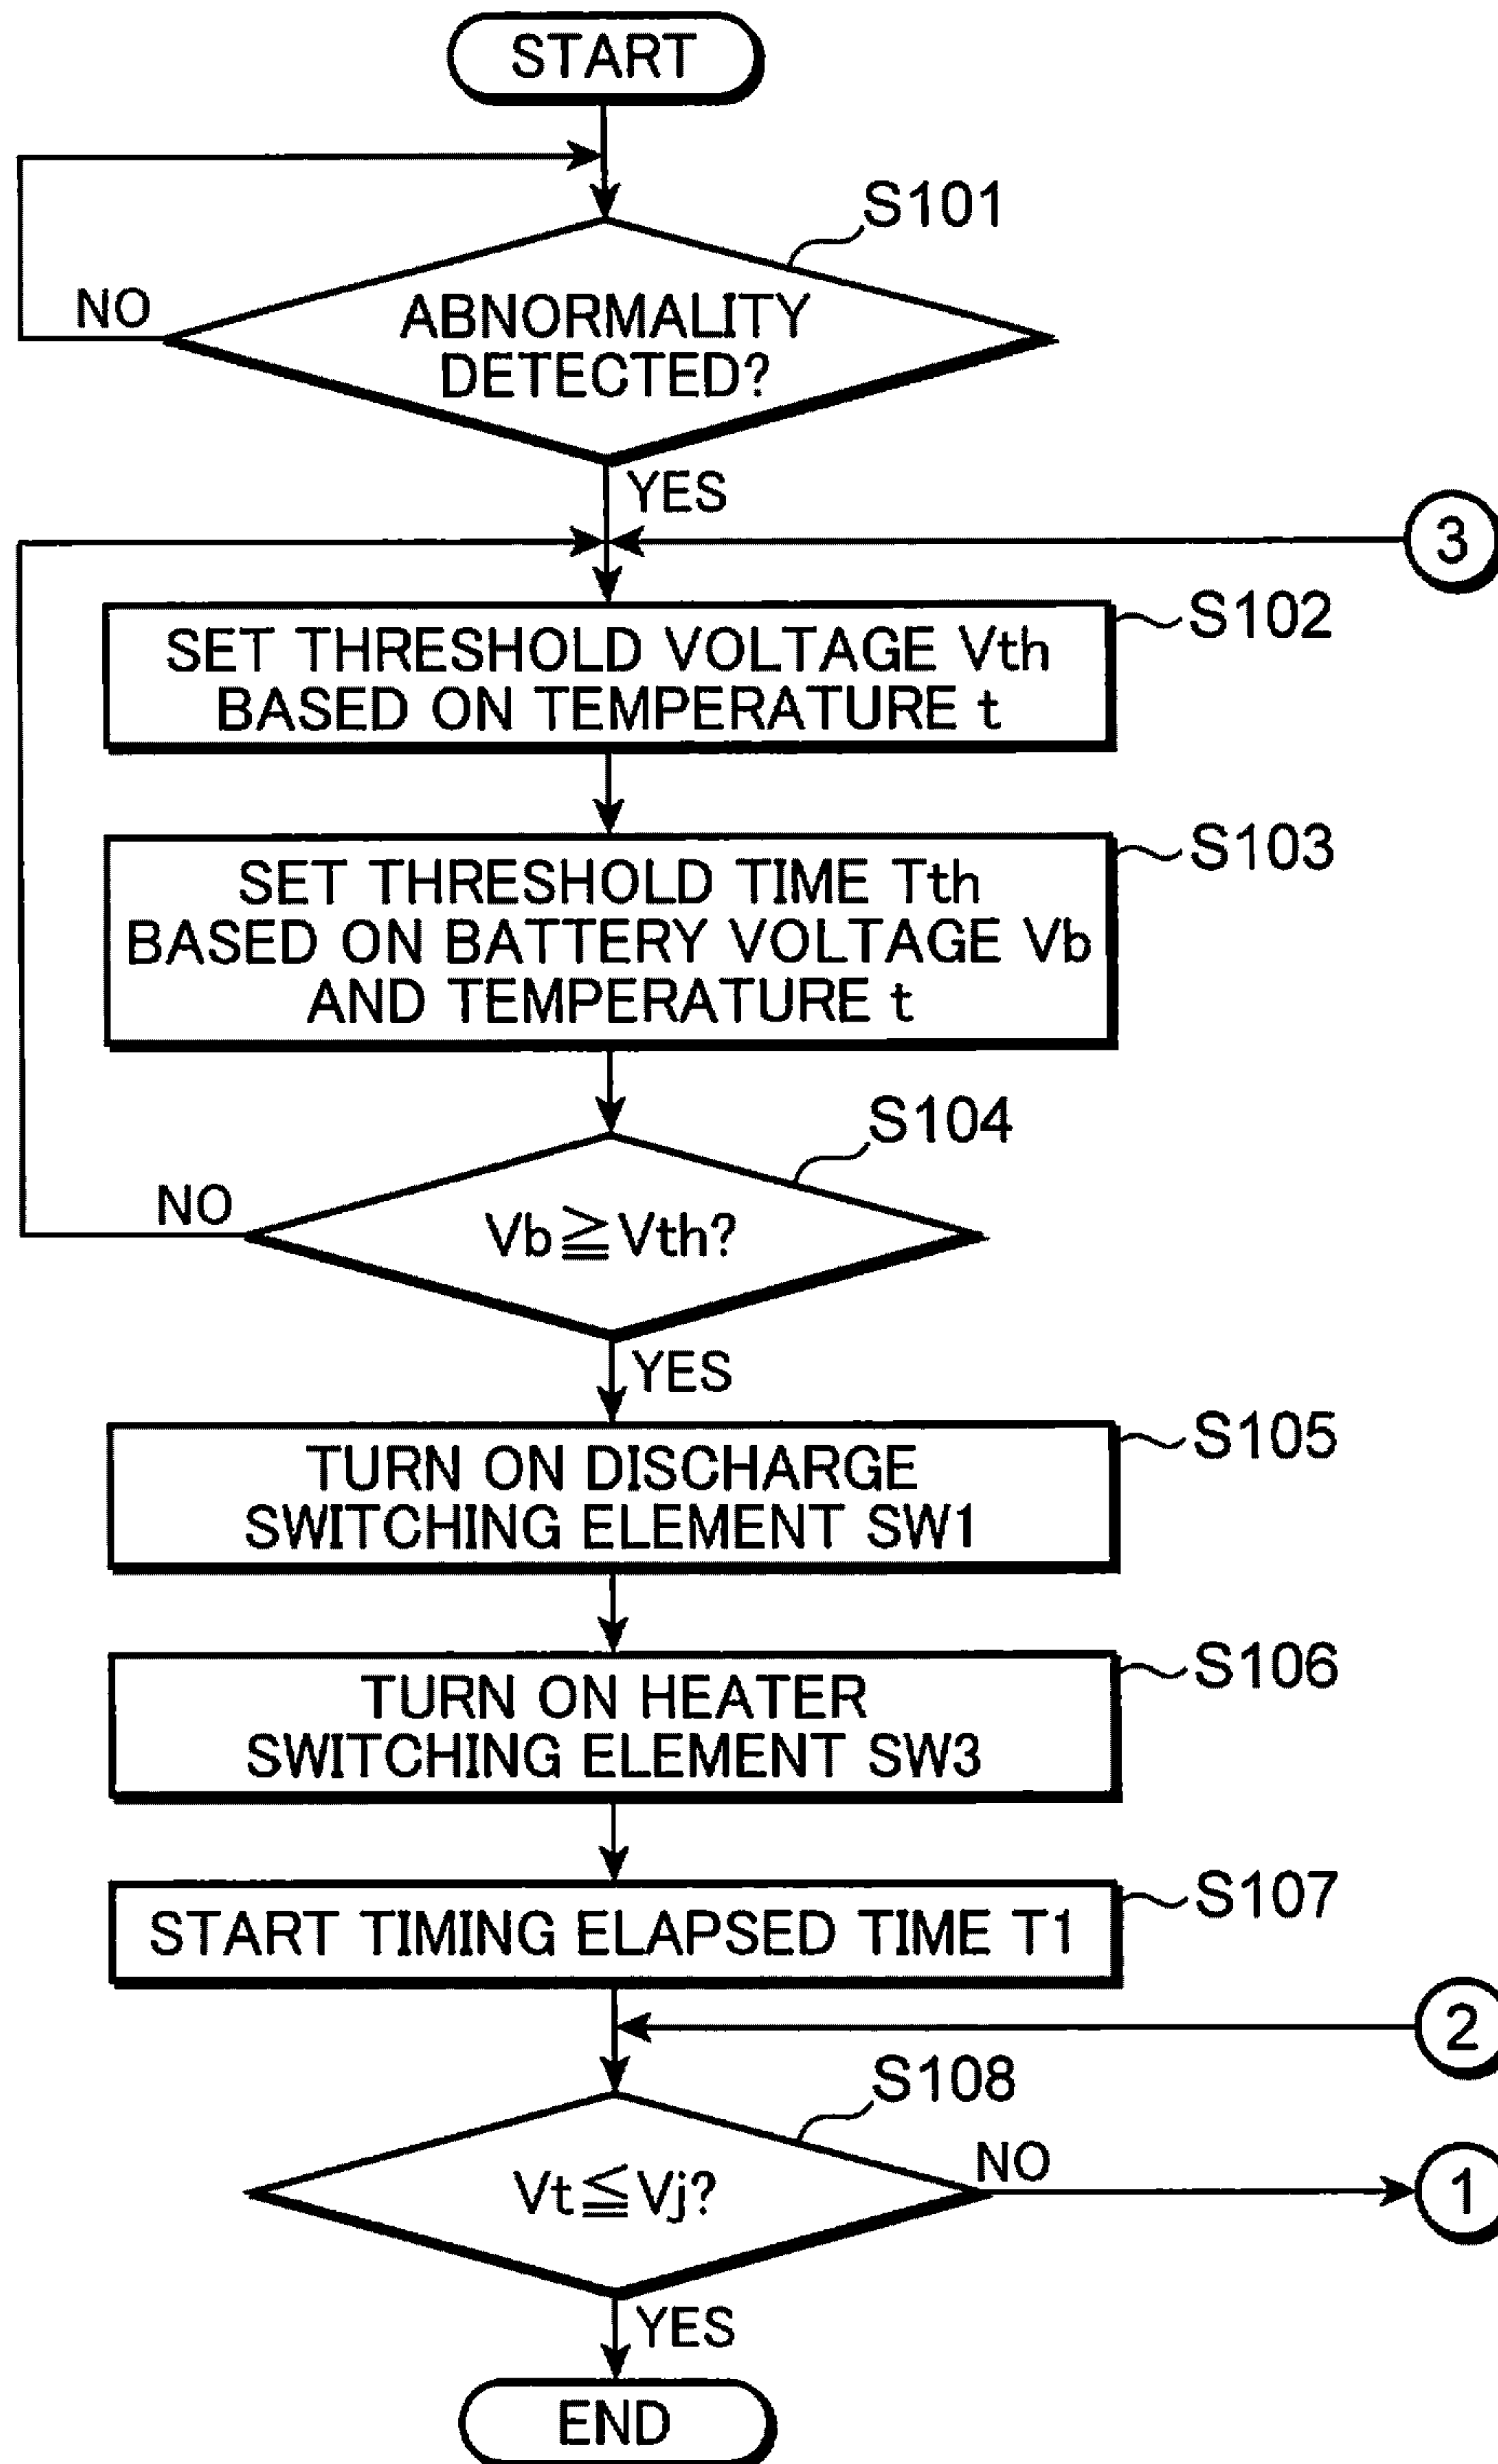 START
S101
NO
ABNORMALITY
DETECTED?
YES
3
S102
SET THRESHOLD VOLTAGE Vth
BASED ON TEMPERATURE t
S103
SET THRESHOLD TIME Tth
BASED ON BATTERY VOLTAGE Vb
AND TEMPERATURE t
S104
NO
Vb≧Vth?
YES
S105
TURN ON DISCHARGE
SWITCHING ELEMENT SW1
S106
TURN ON HEATER
SWITCHING ELEMENT SW3
S107
START TIMING ELAPSED TIME T1
2
S108
NO
Vt≦Vj?
1
YES
END